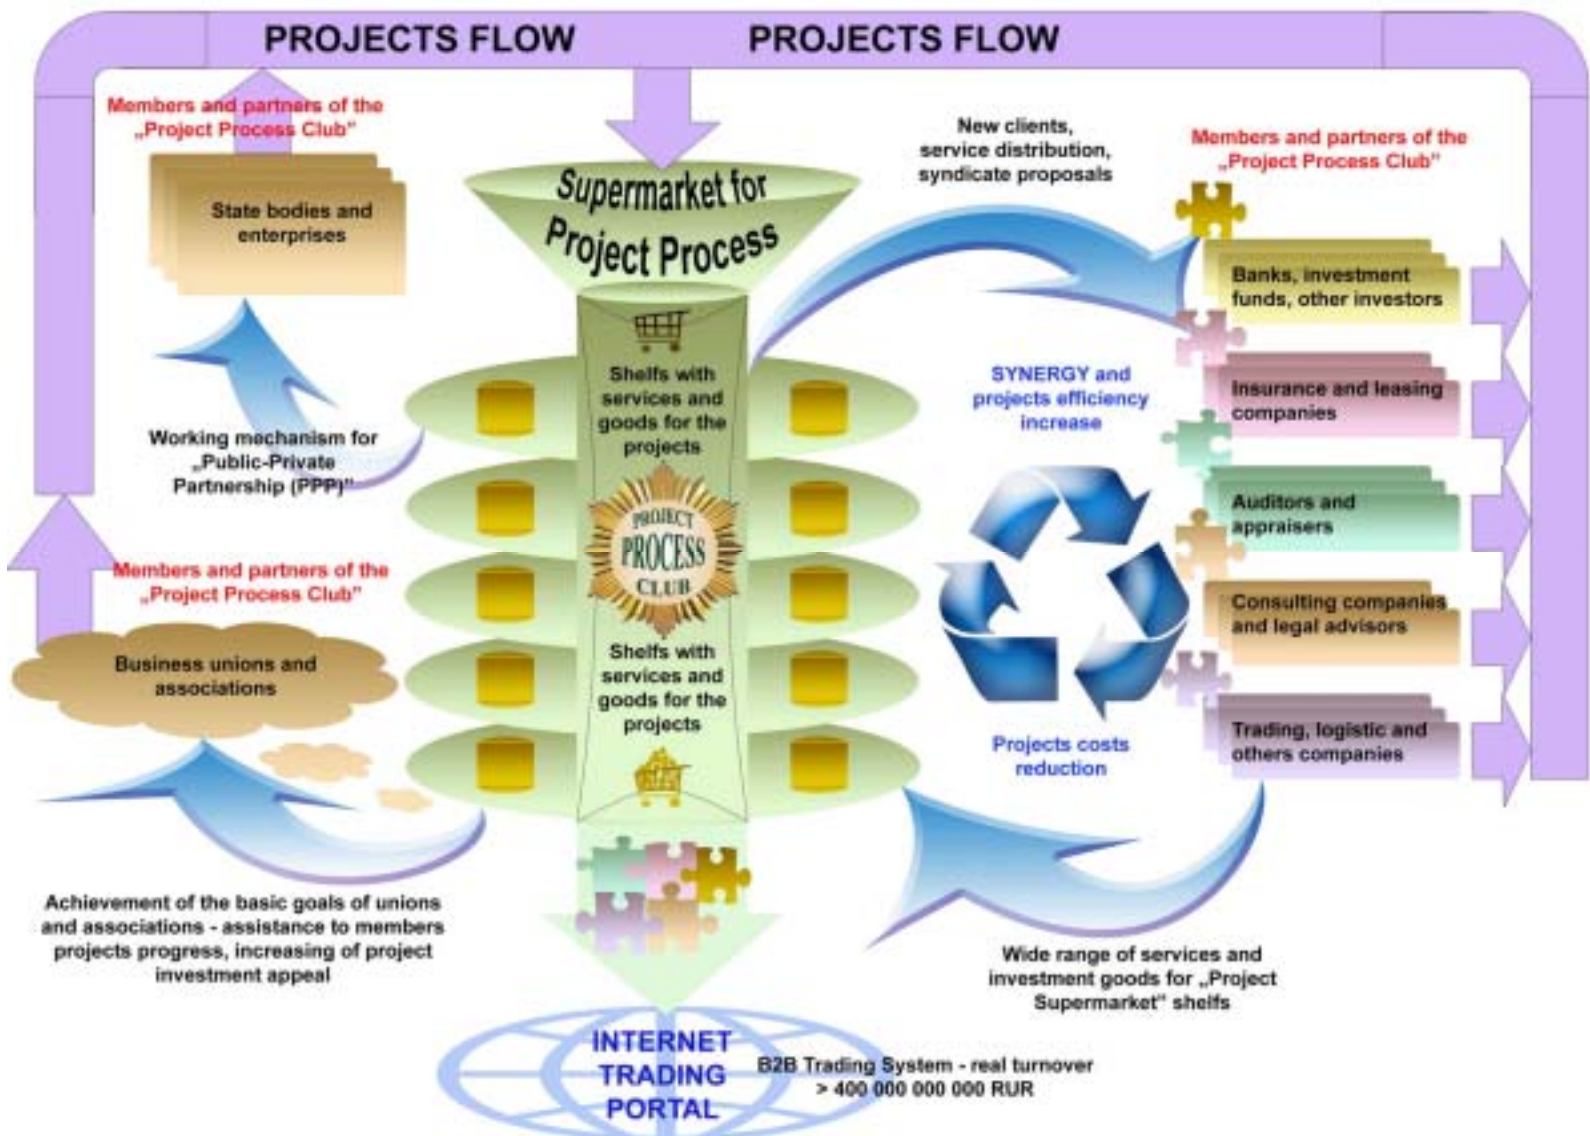 PROJECTS FLOW
PROJECTS FLOW
Members and partners of the
„Project Process Club”
State bodies and
enterprises
Working mechanism for
„Public-Private
Partnership (PPP)”
Members and partners of the
„Project Process Club”
Business unions and
associations
Achievement of the basic goals of unions
and associations - assistance to members
projects progress, increasing of project
investment appeal
Supermarket for
Project Process
Shelfs with
services and
goods for the
projects
PROJECT
PROCESS
CLUB
Shelfs with
services and
goods for the
projects
INTERNET
TRADING
PORTAL
B2B Trading System - real turnover
> 400 000 000 000 RUR
New clients,
service distribution,
syndicate proposals
SYNERGY and
projects efficiency
increase
Projects costs
reduction
Members and partners of the
„Project Process Club”
Banks, investment
funds, other investors
Insurance and leasing
companies
Auditors and
appraisers
Consulting companies
and legal advisors
Trading, logistic and
others companies
Wide range of services and
investment goods for „Project
Supermarket” shelfs